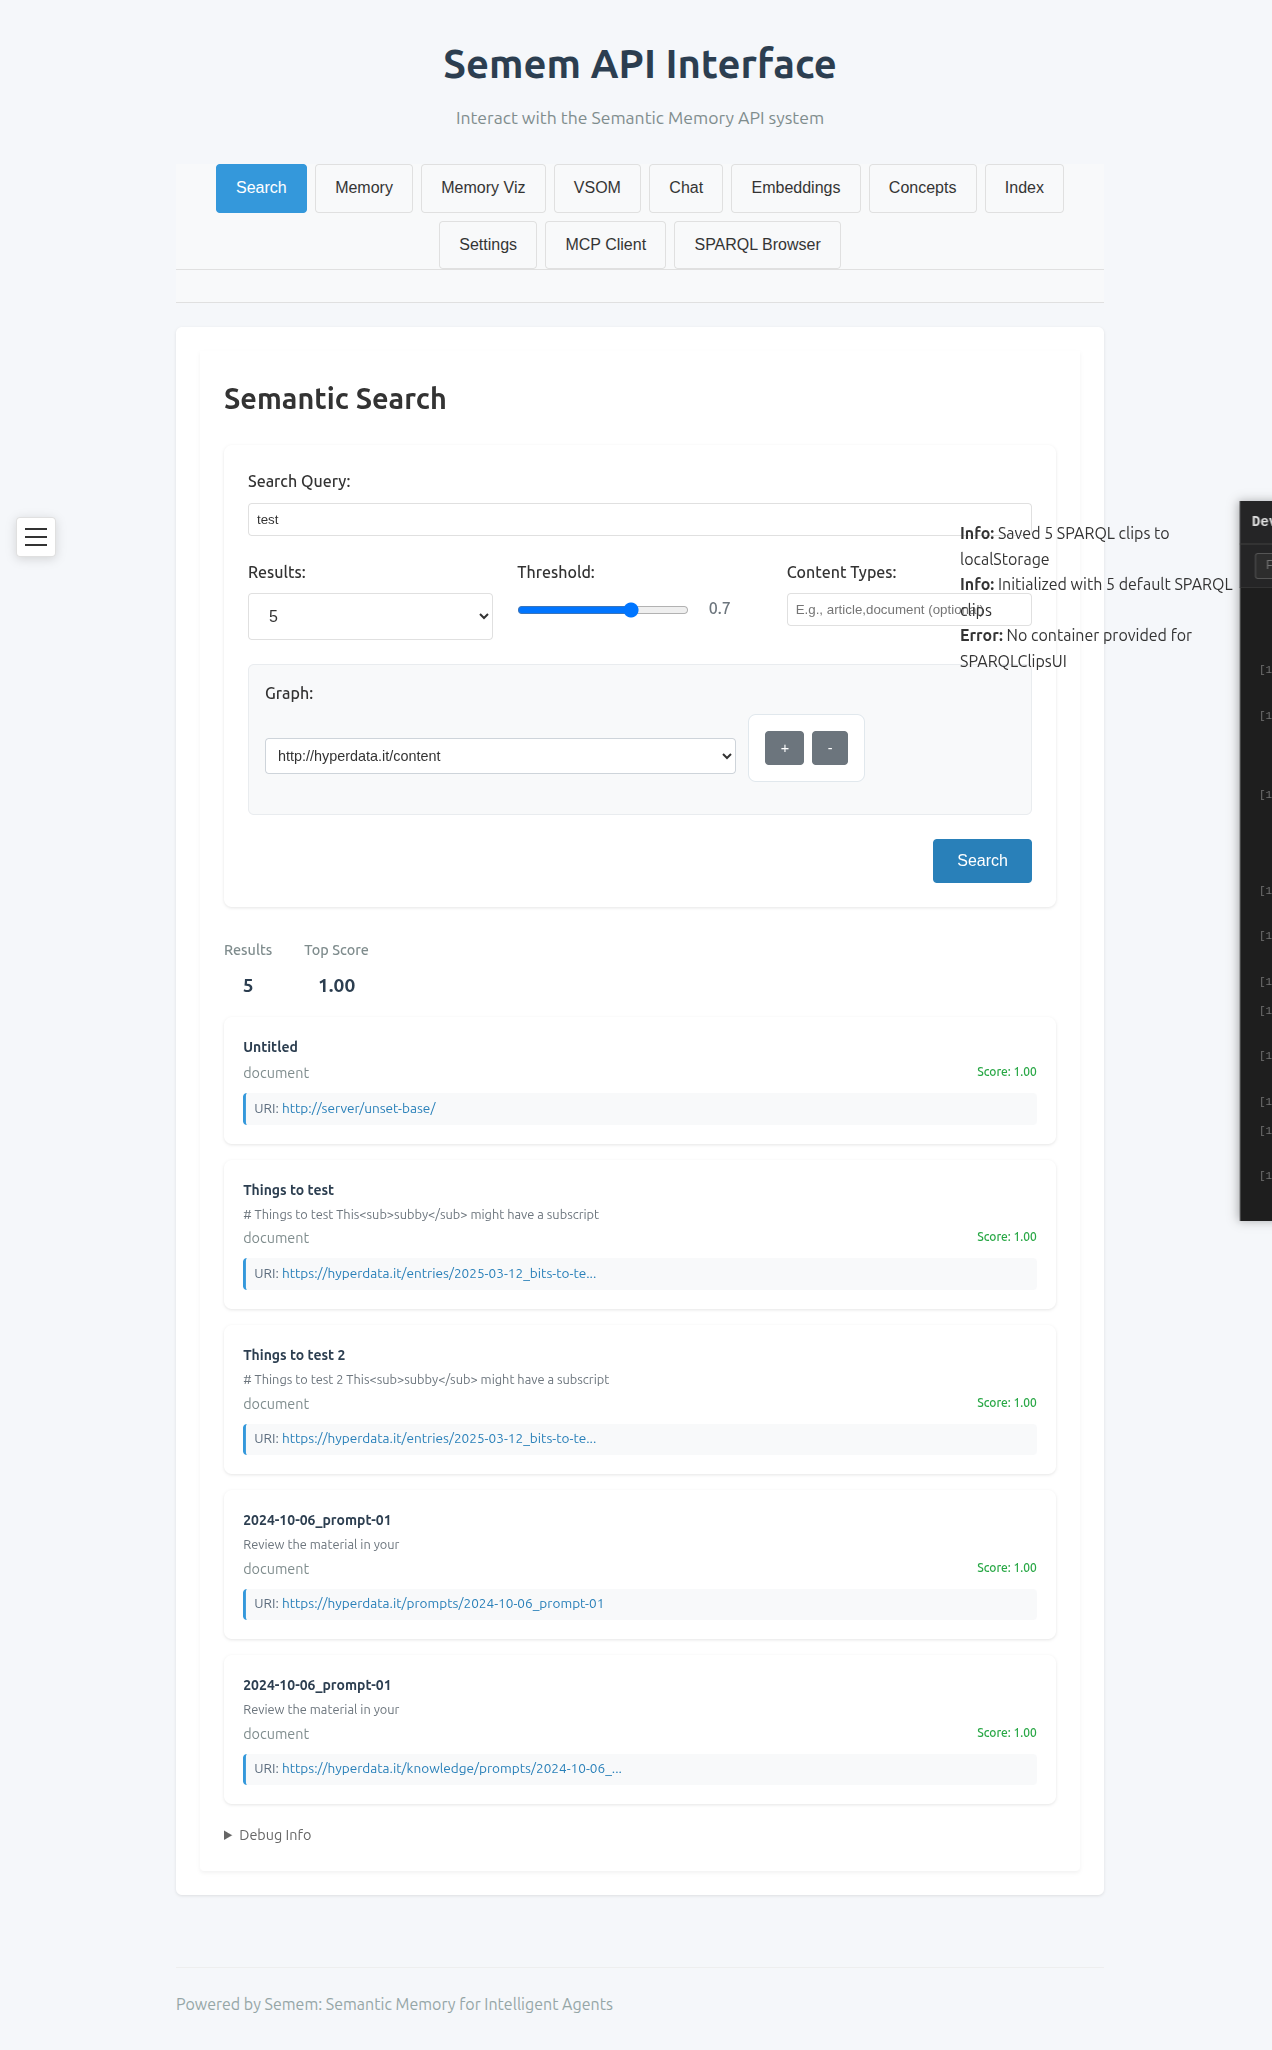 Semem API Interface
Interact with the Semantic Memory API system
Search
Memory
Memory Viz
VSOM
Chat
Embeddings
Concepts
Index
Settings
MCP Client
SPARQL Browser
Semantic Search
Search Query:
test
Results:
Threshold:
Content Types:
5
0.7
E.g., article,document (optional)
Info: Saved 5 SPARQL clips to
localStorage
Info: Initialized with 5 default SPARQL
clips
Error: No container provided for
SPARQLClipsUI
Graph:
http://hyperdata.it/content
+
-
Search
Results
Top Score
5
1.00
Untitled
document
Score: 1.00
URI: http://server/unset-base/
Things to test
# Things to test This<sub>subby</sub> might have a subscript
document
Score: 1.00
URI: https://hyperdata.it/entries/2025-03-12_bits-to-te...
Things to test 2
# Things to test 2 This<sub>subby</sub> might have a subscript
document
Score: 1.00
URI: https://hyperdata.it/entries/2025-03-12_bits-to-te...
2024-10-06_prompt-01
Review the material in your
document
Score: 1.00
URI: https://hyperdata.it/prompts/2024-10-06_prompt-01
2024-10-06_prompt-01
Review the material in your
document
Score: 1.00
URI: https://hyperdata.it/knowledge/prompts/2024-10-06_...
Debug Info
Powered by Semem: Semantic Memory for Intelligent Agents